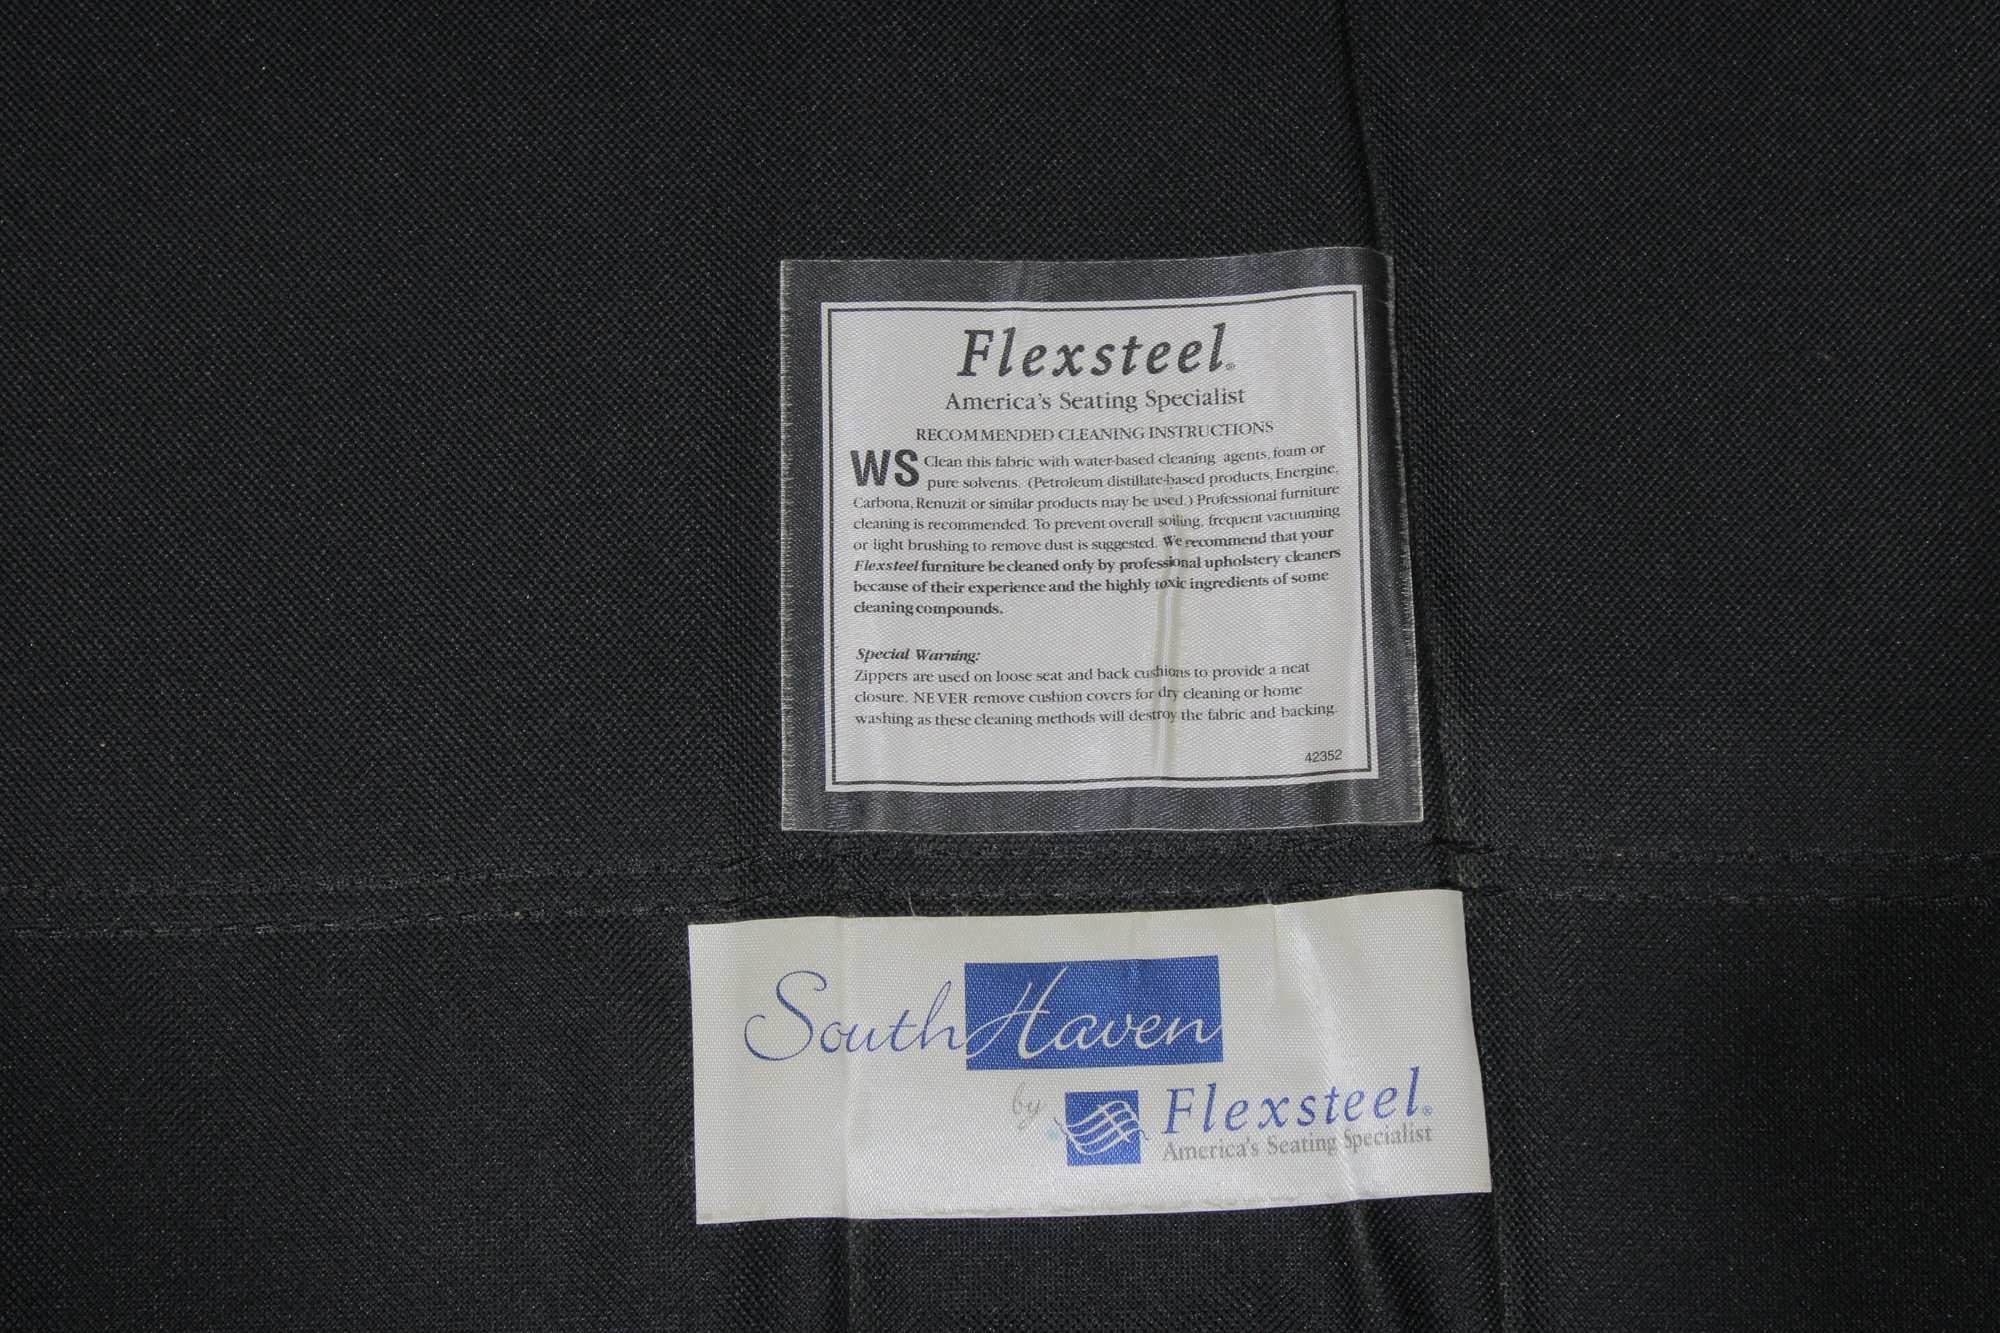 Flexsteel®
America's Seating Specialist
RECOMMENDED CLEANING INSTRUCTIONS
WS Clean this fabric with water-based cleaning agents, foam or
pure solvents. (Petroleum distillate-based products, Energine,
Carbona, Renuzit or similar products may be used.) Professional furniture
cleaning is recommended. To prevent overall soiling, frequent vacuuming
or light brushing to remove dust is suggested. We recommend that your
Flexsteel furniture be cleaned only by professional upholstery cleaners
because of their experience and the highly toxic ingredients of some
cleaning compounds.
Special Warning:
Zippers are used on loose seat and back cushions to provide a neat
closure. NEVER remove cushion covers for dry cleaning or home
washing as these cleaning methods will destroy the fabric and backing.
42352
South Haven
by Flexsteel®
America's Seating Specialist